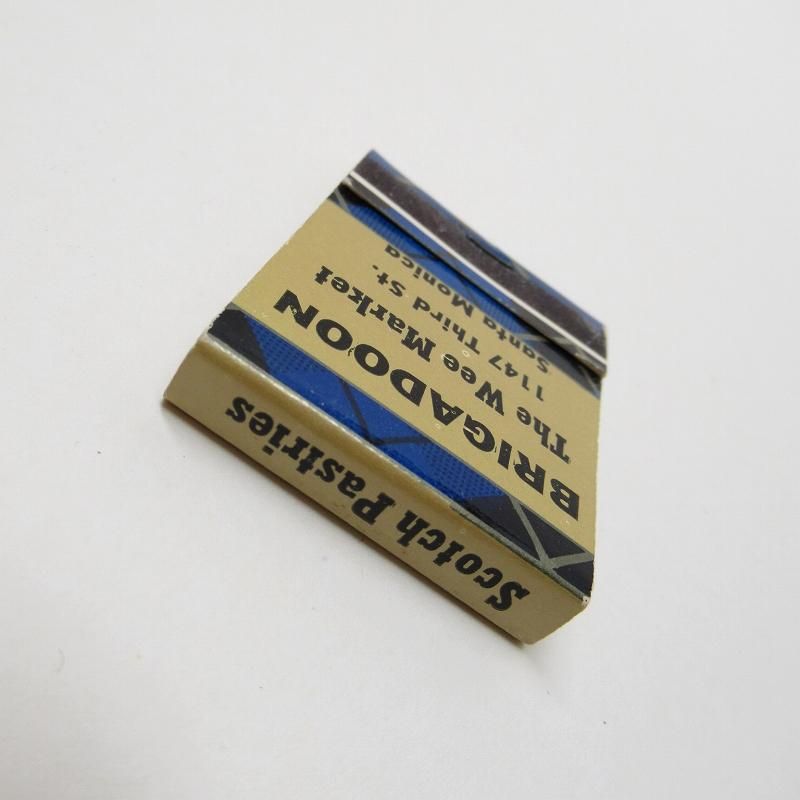 Scotch Pastries
BRIGADOON
The Wee Market
1147 Third St.
Santa Monica